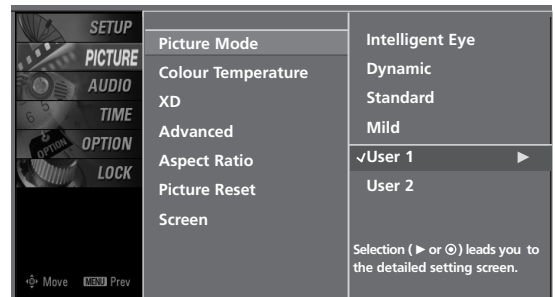 SETUP
PICTURE
AUDIO
TIME
OPTION
LOCK
Move MENU Prev
Picture Mode
Colour Temperature
XD
Advanced
Aspect Ratio
Picture Reset
Screen
Intelligent Eye
Dynamic
Standard
Mild
✓User 1 ►
User 2
Selection ( ► or ⊙ ) leads you to
the detailed setting screen.